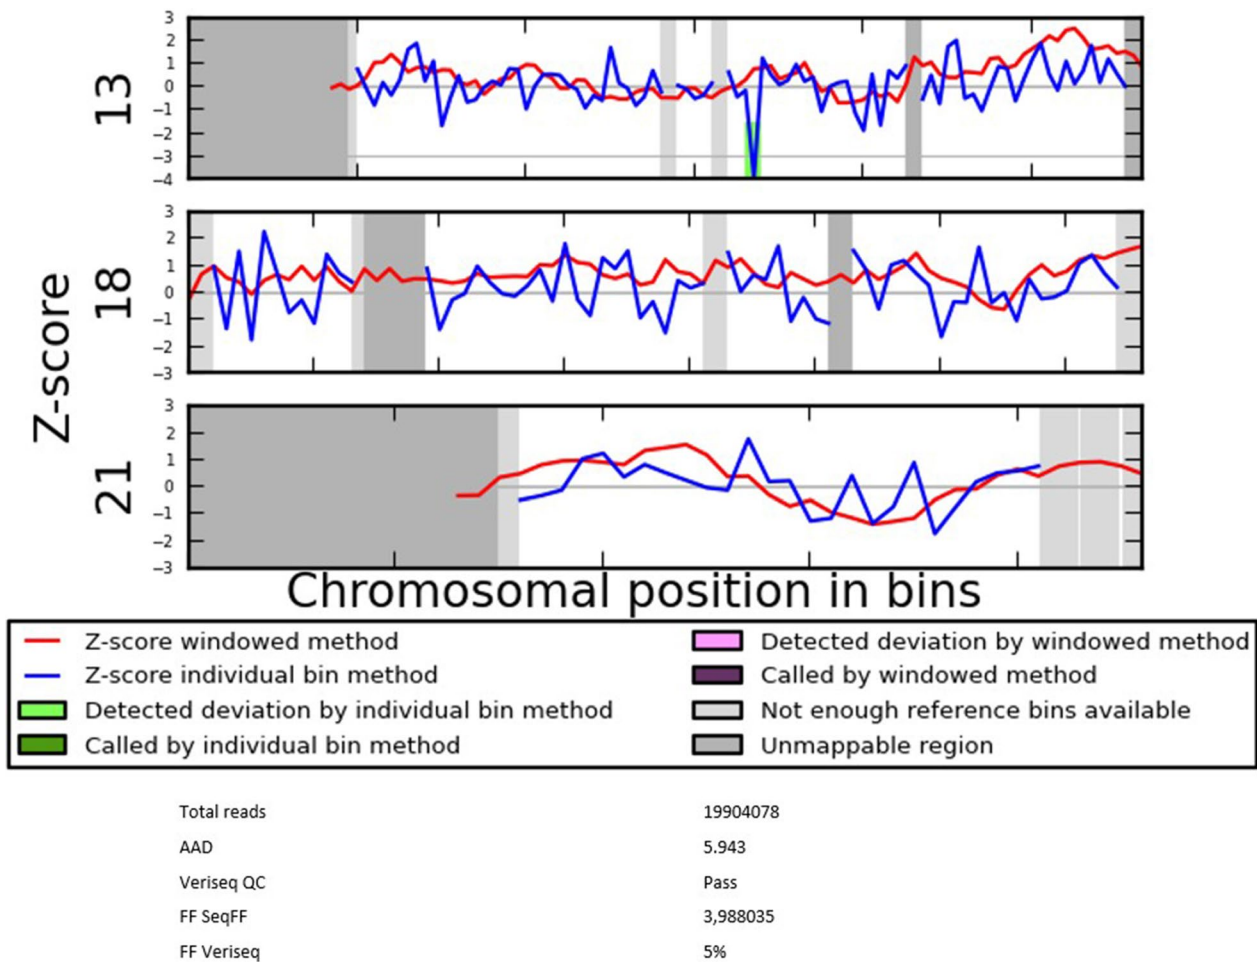 3
2
1
0
−1
−2
−3
−4
13
3
2
1
0
−1
−2
−3
18
3
2
1
0
−1
−2
−3
21
Z-score
Chromosomal position in bins
Z-score windowed method
Z-score individual bin method
Detected deviation by individual bin method
Called by individual bin method
Detected deviation by windowed method
Called by windowed method
Not enough reference bins available
Unmappable region
Total reads 19904078
AAD 5.943
Veriseq QC Pass
FF SeqFF 3,988035
FF Veriseq 5%